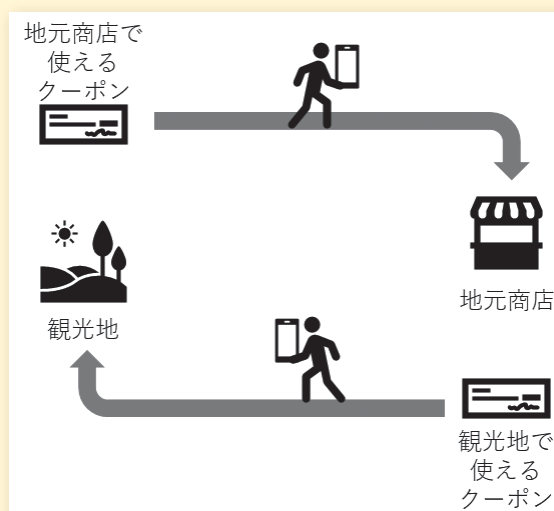 地元商店で
使える
クーポン
観光地
地元商店
観光地で
使える
クーポン